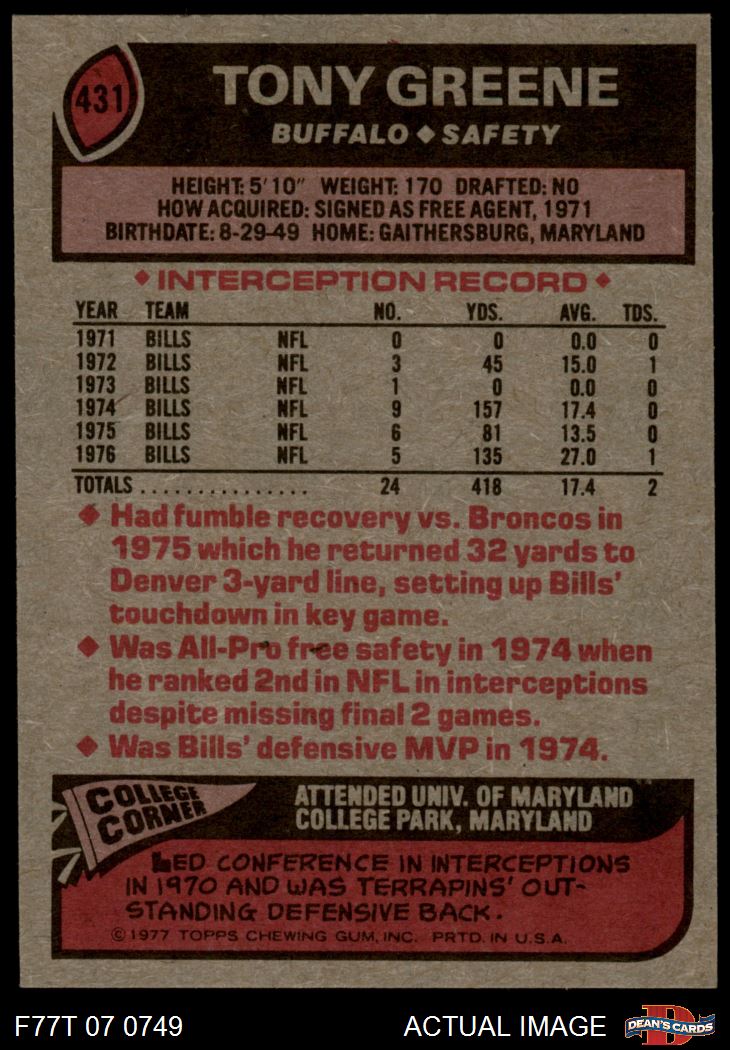 431
TONY GREENE
BUFFALO ◆ SAFETY
HEIGHT: 5'10" WEIGHT: 170 DRAFTED: NO
HOW ACQUIRED: SIGNED AS FREE AGENT, 1971
BIRTHDATE: 8-29-49 HOME: GAITHERSBURG, MARYLAND
◆ INTERCEPTION RECORD ◆
YEAR TEAM NO. YDS. AVG. TDS.
1971 BILLS NFL 0 0 0.0 0
1972 BILLS NFL 3 45 15.0 1
1973 BILLS NFL 1 0 0.0 0
1974 BILLS NFL 9 157 17.4 0
1975 BILLS NFL 6 81 13.5 0
1976 BILLS NFL 5 135 27.0 1
TOTALS ................ 24 418 17.4 2
◆ Had fumble recovery vs. Broncos in
1975 which he returned 32 yards to
Denver 3-yard line, setting up Bills'
touchdown in key game.
◆ Was All-Pro free safety in 1974 when
he ranked 2nd in NFL in interceptions
despite missing final 2 games.
◆ Was Bills' defensive MVP in 1974.
COLLEGE
CORNER
ATTENDED UNIV. OF MARYLAND
COLLEGE PARK, MARYLAND
LED CONFERENCE IN INTERCEPTIONS
IN 1970 AND WAS TERRAPINS' OUT-
STANDING DEFENSIVE BACK.
© 1977 TOPPS CHEWING GUM, INC. PRTD. IN U.S.A.
F77T 07 0749
ACTUAL IMAGE
D
DEAN'S CARDS